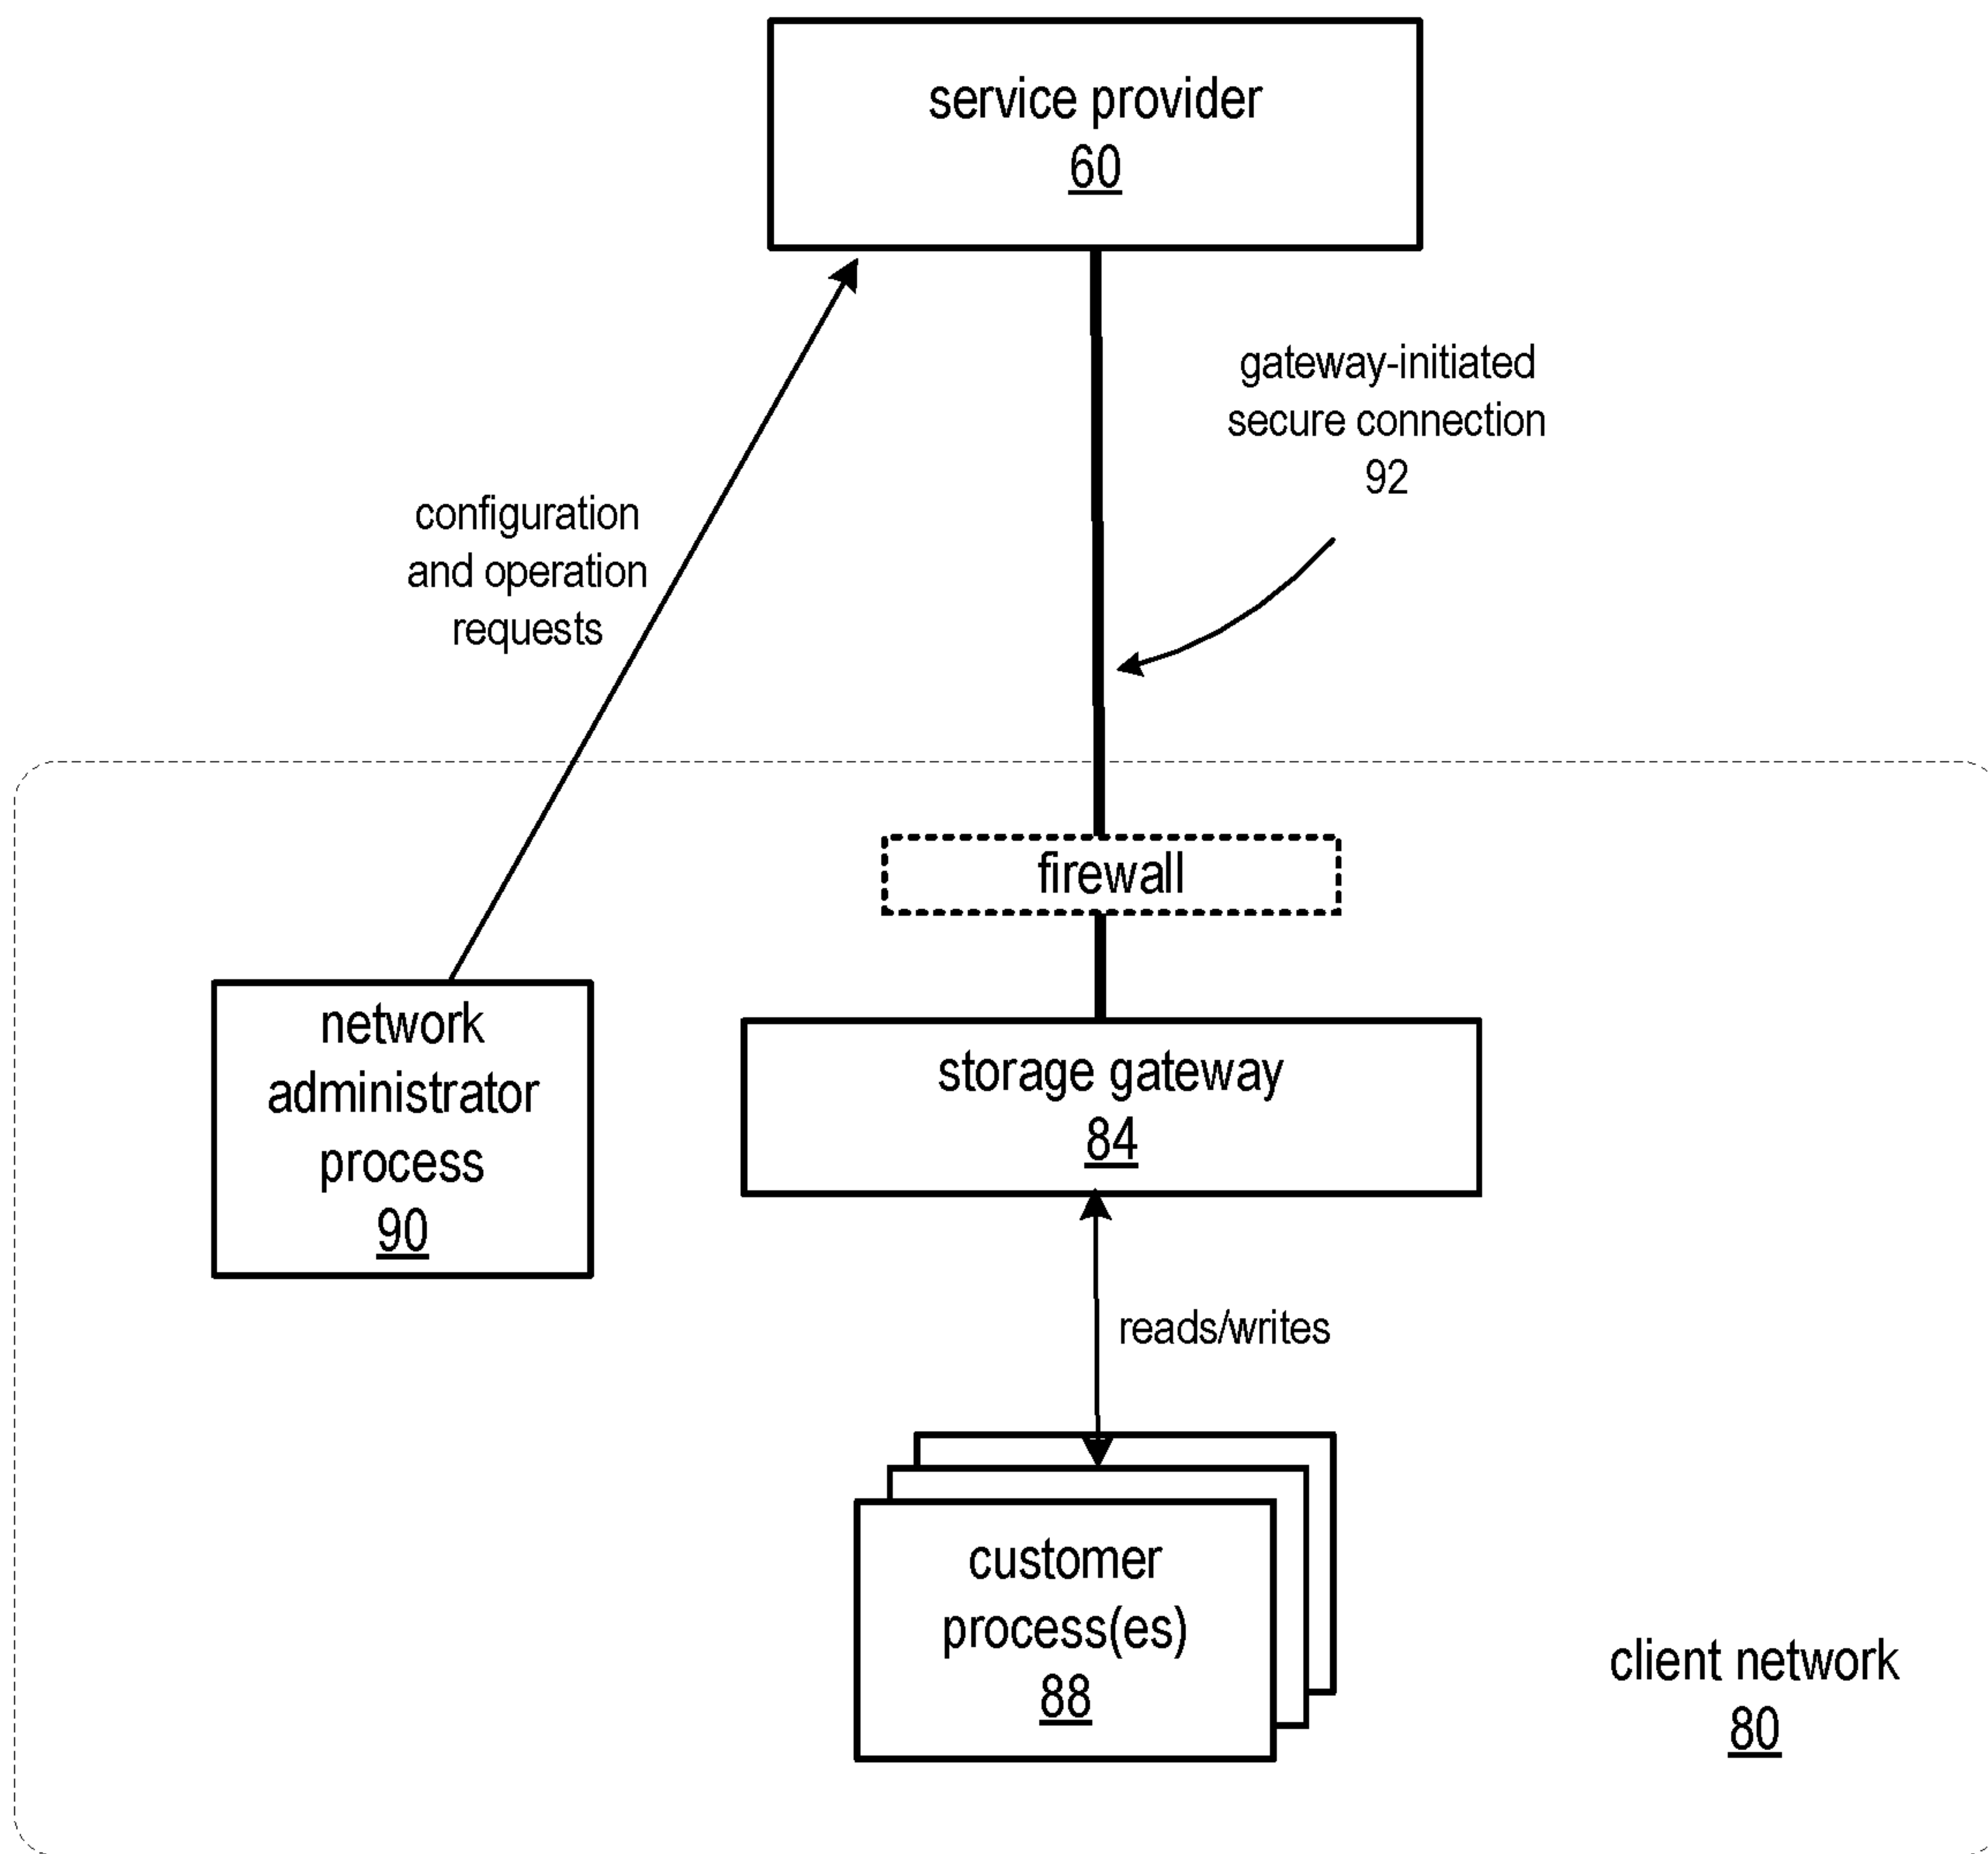 service provider
60
gateway-initiated
secure connection
92
configuration
and operation
requests
firewall
network
administrator
process
90
storage gateway
84
reads/writes
customer
process(es)
88
client network
80